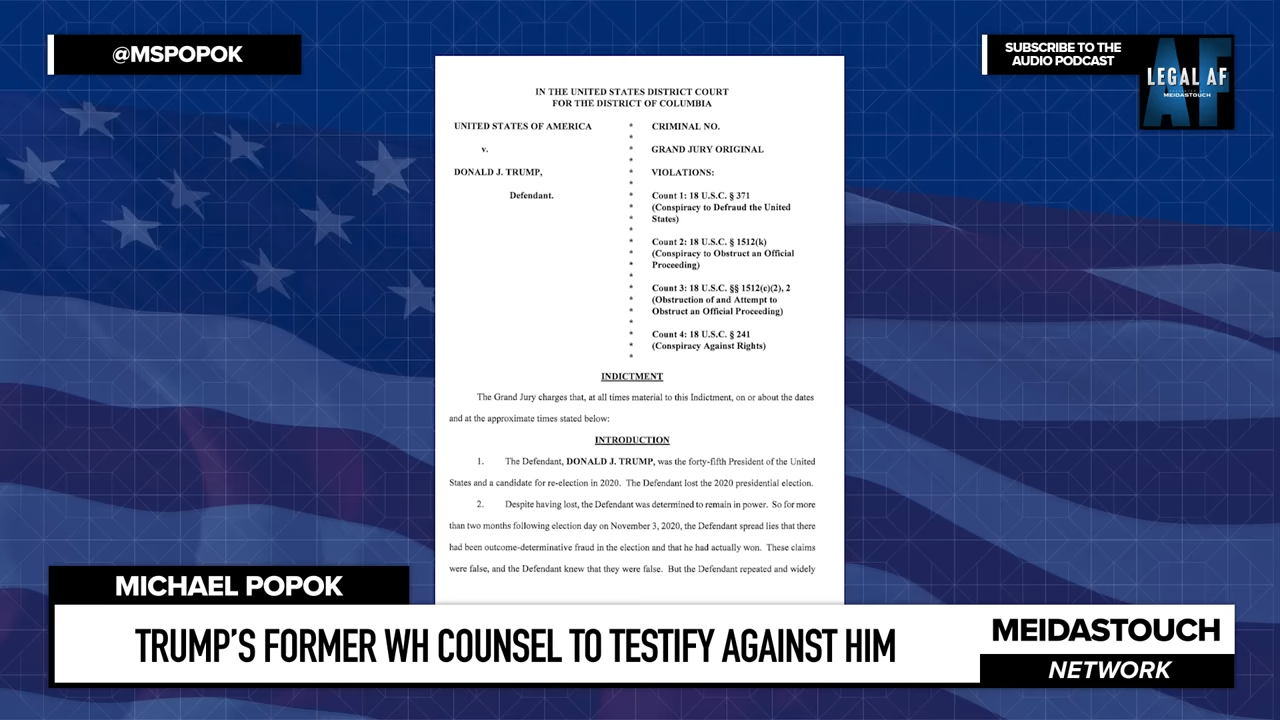 @MSPOPOK
SUBSCRIBE TO THE
AUDIO PODCAST
LEGAL AF
MEIDASTOUCH
IN THE UNITED STATES DISTRICT COURT
FOR THE DISTRICT OF COLUMBIA
UNITED STATES OF AMERICA * CRIMINAL NO.
*
v. * GRAND JURY ORIGINAL
*
DONALD J. TRUMP, * VIOLATIONS:
*
Defendant. * Count 1: 18 U.S.C. § 371
* (Conspiracy to Defraud the United
* States)
*
* Count 2: 18 U.S.C. § 1512(k)
* (Conspiracy to Obstruct an Official
* Proceeding)
*
* Count 3: 18 U.S.C. §§ 1512(c)(2), 2
* (Obstruction of and Attempt to
* Obstruct an Official Proceeding)
*
* Count 4: 18 U.S.C. § 241
* (Conspiracy Against Rights)
*
INDICTMENT
The Grand Jury charges that, at all times material to this Indictment, on or about the dates
and at the approximate times stated below:
INTRODUCTION
1. The Defendant, DONALD J. TRUMP, was the forty-fifth President of the United
States and a candidate for re-election in 2020. The Defendant lost the 2020 presidential election.
2. Despite having lost, the Defendant was determined to remain in power. So for more
than two months following election day on November 3, 2020, the Defendant spread lies that there
had been outcome-determinative fraud in the election and that he had actually won. These claims
were false, and the Defendant knew that they were false. But the Defendant repeated and widely
MICHAEL POPOK
TRUMP'S FORMER WH COUNSEL TO TESTIFY AGAINST HIM
MEIDASTOUCH
NETWORK